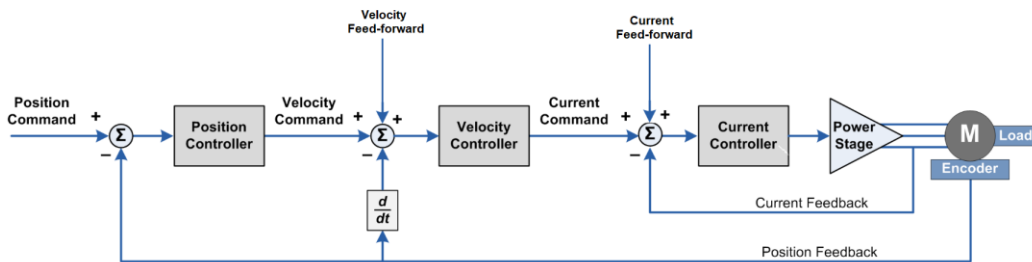 Velocity
Feed-forward
Current
Feed-forward
Position
Command
+
Σ
−
Position
Controller
Velocity
Command
+
+
Σ
−
Velocity
Controller
Current
Command
+
+
Σ
−
Current
Controller
Power
Stage
M
Load
Encoder
d
dt
Current Feedback
Position Feedback